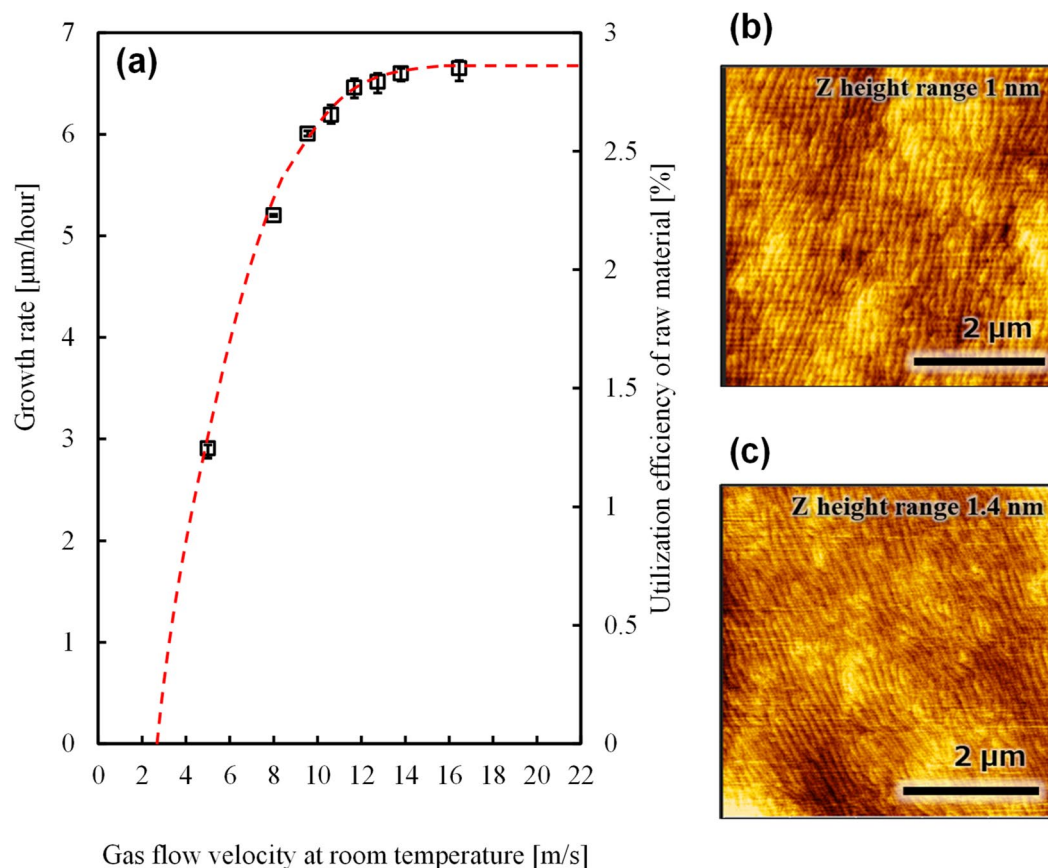 (a)
7
6
5
4
3
2
1
0
Growth rate [µm/hour]
3
2.5
2
1.5
1
0.5
0
Utilization efficiency of raw material [%]
0 2 4 6 8 10 12 14 16 18 20 22
Gas flow velocity at room temperature [m/s]
(b)
Z height range 1 nm
2 µm
(c)
Z height range 1.4 nm
2 µm